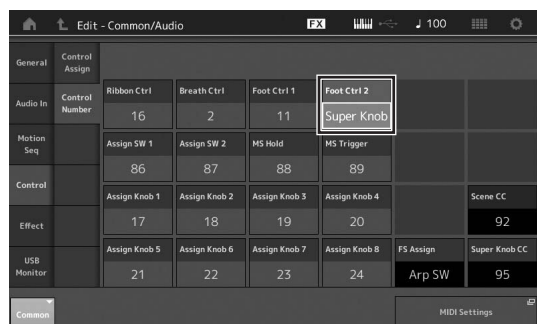 Edit - Common/Audio FX 100
General Control Assign
Audio In Control Number
Ribbon Ctrl Breath Ctrl Foot Ctrl 1 Foot Ctrl 2
16 2 11 Super Knob
Motion Seq
Assign SW 1 Assign SW 2 MS Hold MS Trigger
86 87 88 89
Control
Assign Knob 1 Assign Knob 2 Assign Knob 3 Assign Knob 4 Scene CC
17 18 19 20 92
Effect
Assign Knob 5 Assign Knob 6 Assign Knob 7 Assign Knob 8 FS Assign Super Knob CC
21 22 23 24 Arp SW 95
USB Monitor
Common MIDI Settings